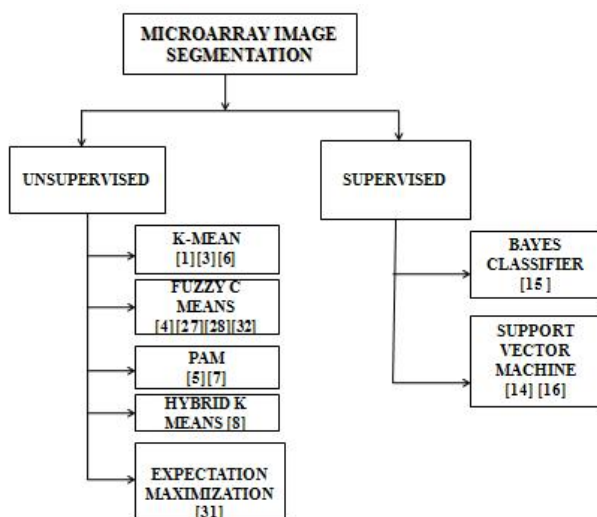 MICROARRAY IMAGE
SEGMENTATION
UNSUPERVISED
SUPERVISED
K-MEAN
[1][3][6]
FUZZY C
MEANS
[4][27][28][32]
PAM
[5][7]
HYBRID K
MEANS [8]
EXPECTATION
MAXIMIZATION
[31]
BAYES
CLASSIFIER
[15 ]
SUPPORT
VECTOR
MACHINE
[14] [16]